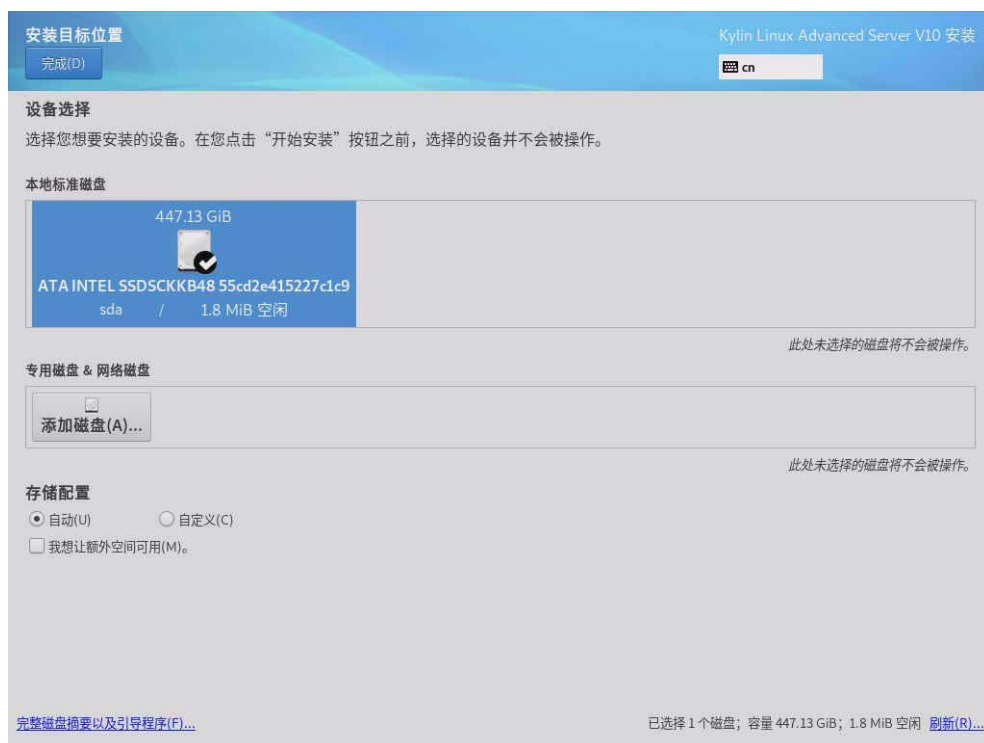 安装目标位置
Kylin Linux Advanced Server V10 安装
完成(D)
cn
设备选择
选择您想要安装的设备。在您点击“开始安装”按钮之前，选择的设备并不会被操作。
本地标准磁盘
447.13 GiB
ATA INTEL SSDSCKKB48 55cd2e415227c1c9
sda / 1.8 MiB 空闲
此处未选择的磁盘将不会被操作。
专用磁盘 & 网络磁盘
添加磁盘(A)...
此处未选择的磁盘将不会被操作。
存储配置
自动(U) 自定义(C)
我想让额外空间可用(M)。
完整磁盘摘要以及引导程序(F)... 已选择 1 个磁盘；容量 447.13 GiB；1.8 MiB 空闲 刷新(R)...